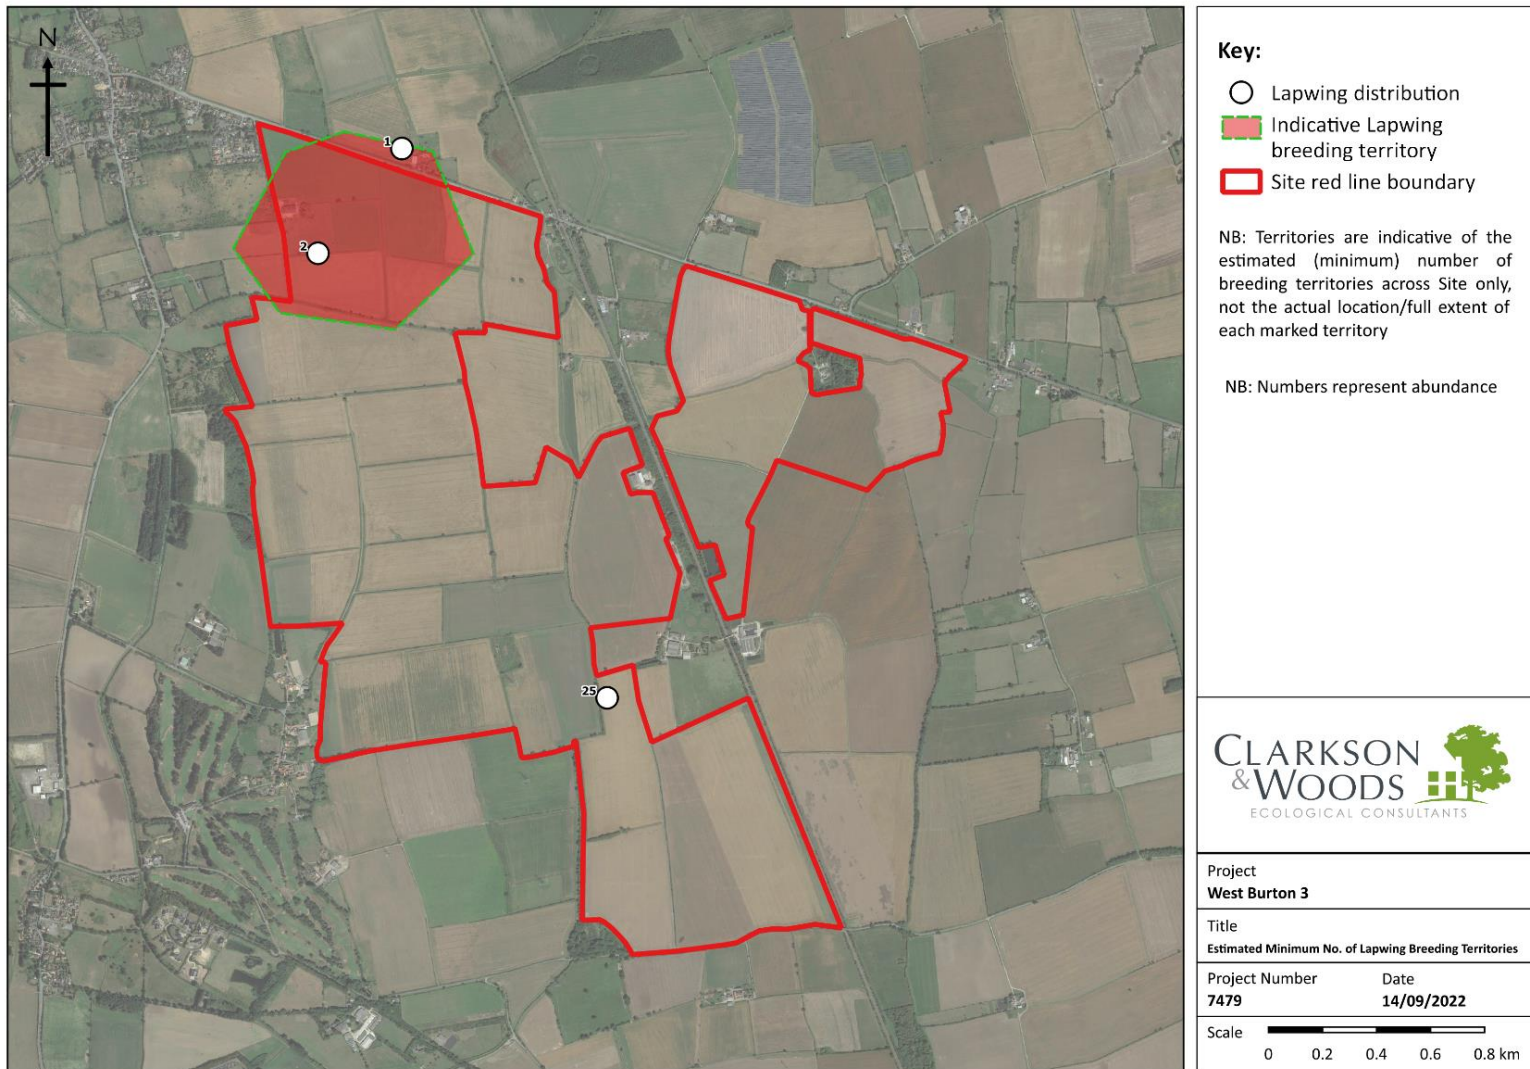 N
1
2
25
Key:
Lapwing distribution
Indicative Lapwing
breeding territory
Site red line boundary
NB: Territories are indicative of the
estimated (minimum) number of
breeding territories across Site only,
not the actual location/full extent of
each marked territory
NB: Numbers represent abundance
CLARKSON
& WOODS
ECOLOGICAL CONSULTANTS
Project
West Burton 3
Title
Estimated Minimum No. of Lapwing Breeding Territories
Project Number Date
7479 14/09/2022
Scale
0 0.2 0.4 0.6 0.8 km